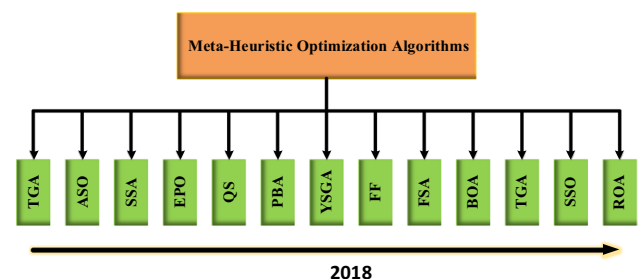 Meta-Heuristic Optimization Algorithms
TGA
ASO
SSA
EPO
QS
PBA
YSGA
FF
FSA
BOA
TGA
SSO
ROA
2018